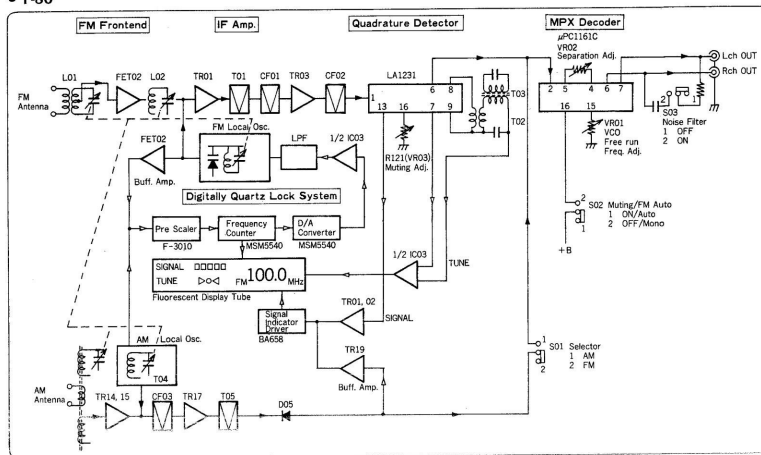 T-80
FM Frontend
IF Amp.
Quadrature Detector
MPX Decoder
μPC1161C
VR02
Separation Adj.
L01
FET02
L02
TR01
T01
CF01
TR03
CF02
LA1231
FM
Antenna
1
6
8
13
16
7
9
T03
T02
2
5
4
6
7
16
15
Lch OUT
Rch OUT
S03
Noise Filter
1 OFF
2 ON
2
1
VR01
VCO
Free run
Freq. Adj.
R121(VR03)
Muting Adj.
FET02
Buff. Amp.
FM Local Osc.
LPF
1/2 IC03
Digitally Quartz Lock System
Pre Scaler
F-3010
Frequency
Counter
MSM5540
D/A
Converter
MSM5540
SIGNAL
TUNE
FM 100.0 MHz
Fluorescent Display Tube
1/2 IC03
TUNE
Signal
Indicator
Driver
BA658
TR01, 02
SIGNAL
TR19
Buff. Amp.
2
1
S02 Muting/FM Auto
1 ON/Auto
2 OFF/Mono
+B
1
2
S01 Selector
1 AM
2 FM
AM Local Osc.
T04
AM
Antenna
TR14, 15
CF03
TR17
T05
D05